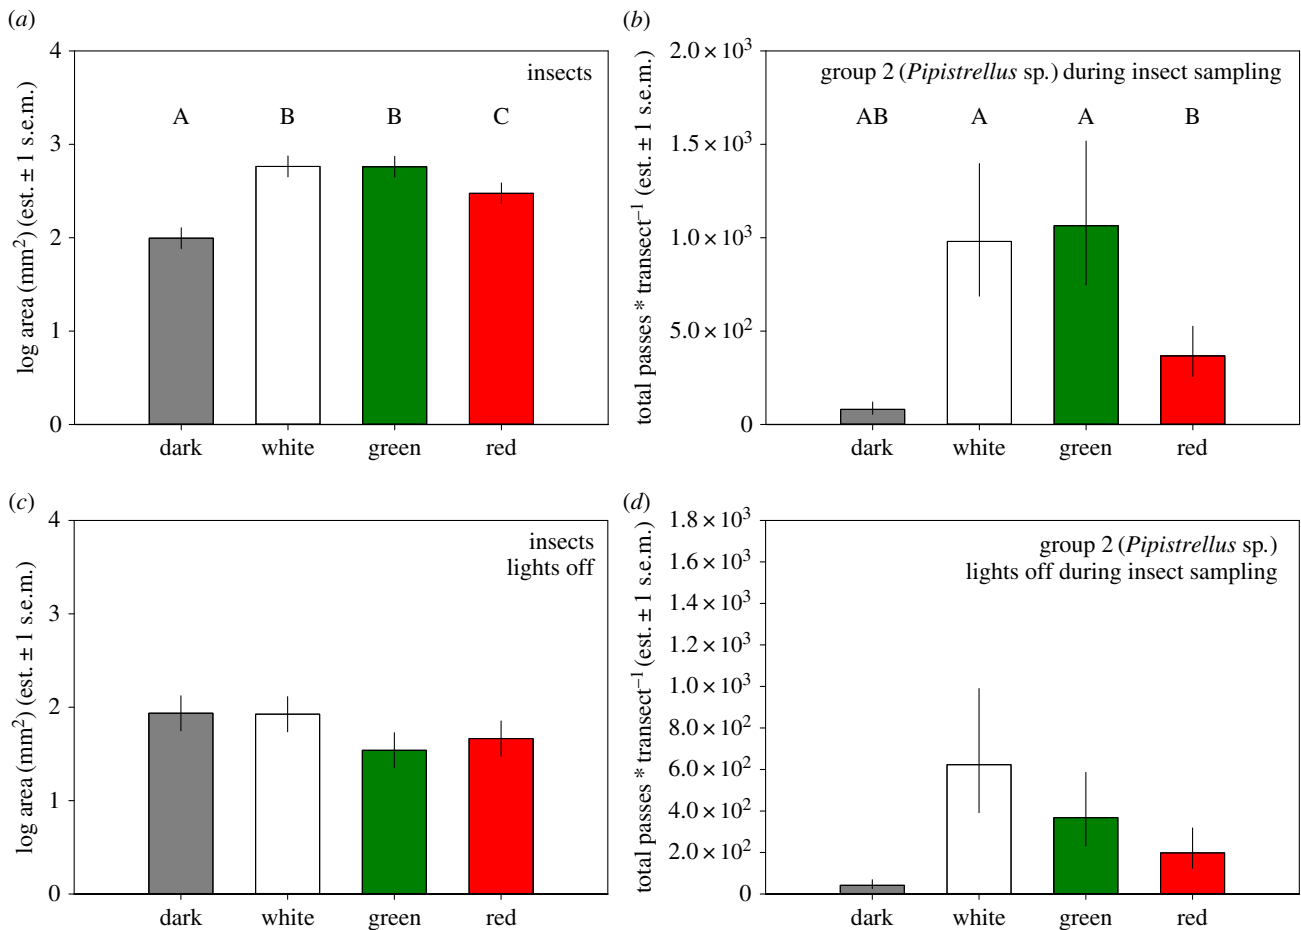 (a)
log area (mm²) (est. ± 1 s.e.m.)
4
3
2
1
0
insects
A B B C
dark white green red
(b)
total passes * transect⁻¹ (est. ± 1 s.e.m.)
2.0 × 10³
1.5 × 10³
1.0 × 10³
5.0 × 10²
0
group 2 (Pipistrellus sp.) during insect sampling
AB A A B
dark white green red
(c)
log area (mm²) (est. ± 1 s.e.m.)
4
3
2
1
0
insects
lights off
dark white green red
(d)
total passes * transect⁻¹ (est. ± 1 s.e.m.)
1.8 × 10³
1.6 × 10³
1.4 × 10³
1.2 × 10³
1.0 × 10³
8.0 × 10²
6.0 × 10²
4.0 × 10²
2.0 × 10²
0
group 2 (Pipistrellus sp.)
lights off during insect sampling
dark white green red